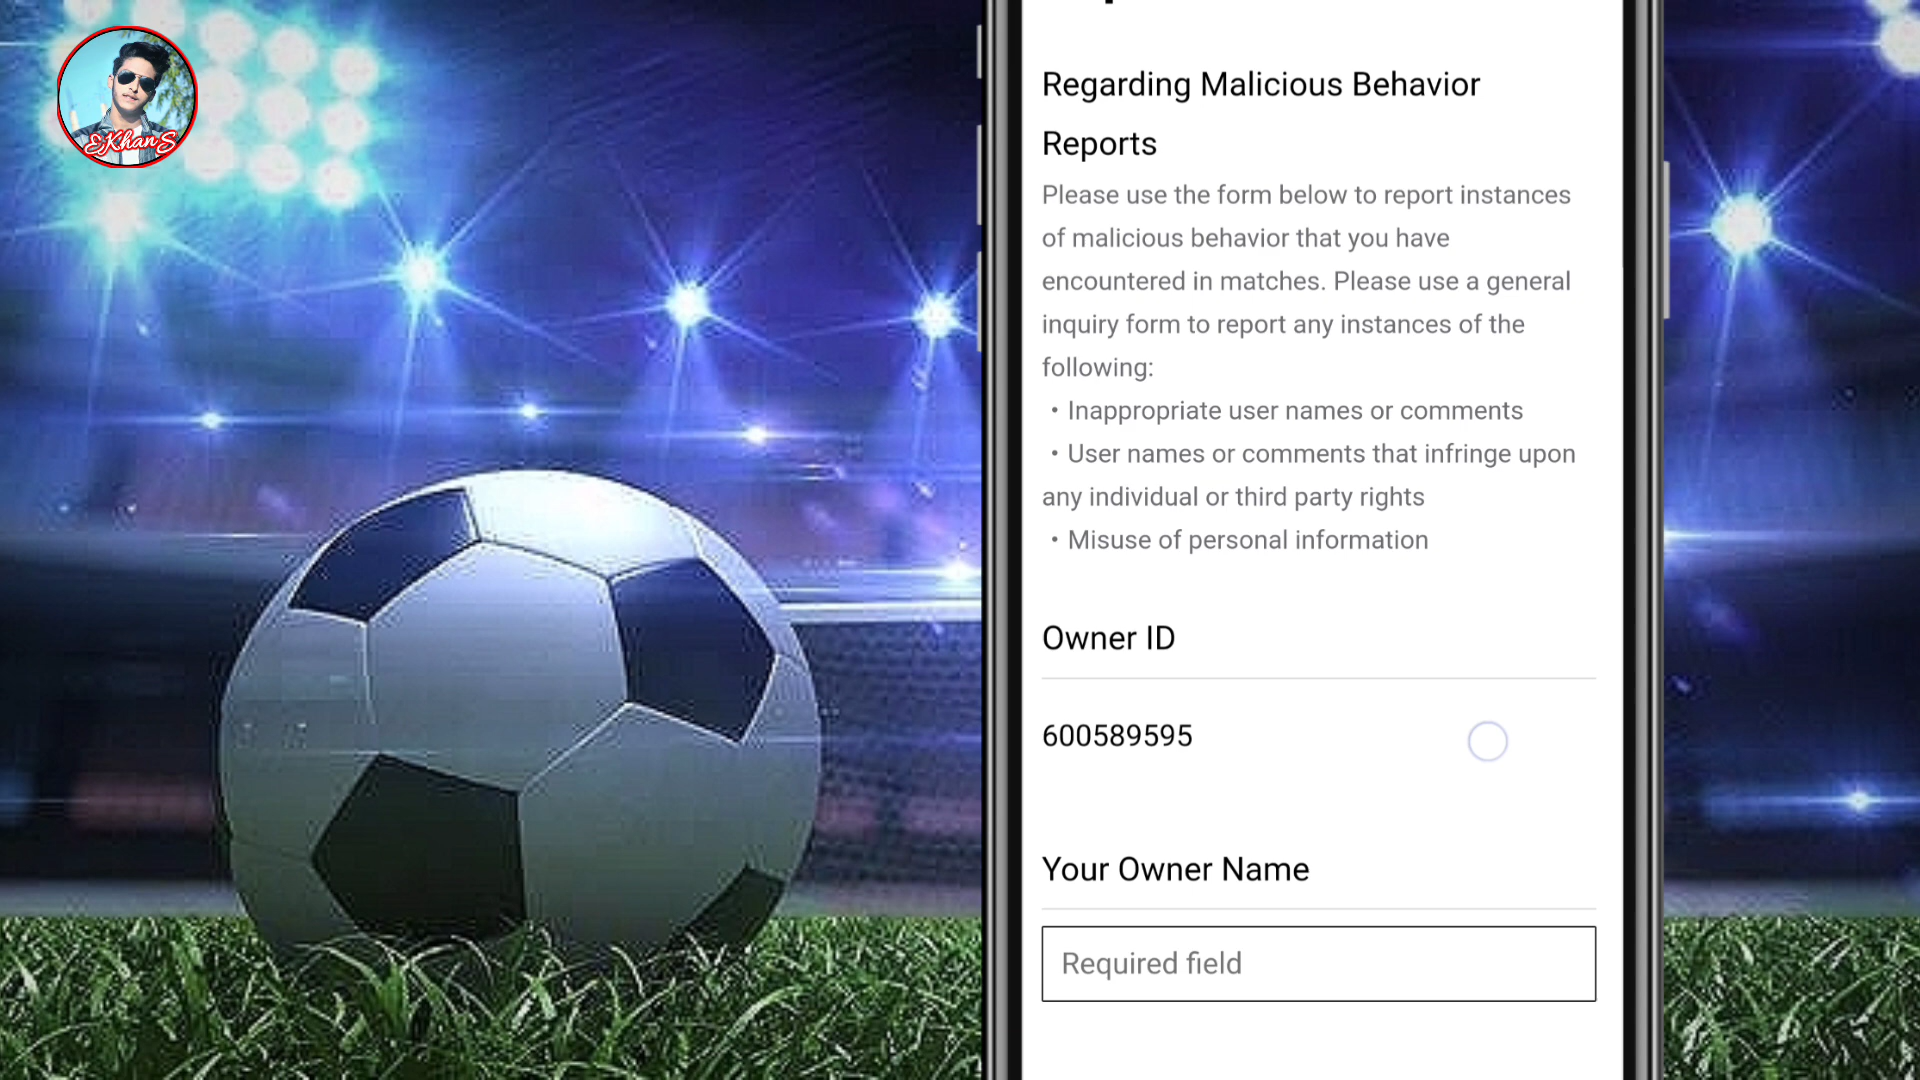 EKhanS
Regarding Malicious Behavior
Reports
Please use the form below to report instances
of malicious behavior that you have
encountered in matches. Please use a general
inquiry form to report any instances of the
following:
・Inappropriate user names or comments
・User names or comments that infringe upon
any individual or third party rights
・Misuse of personal information
Owner ID
600589595
Your Owner Name
Required field